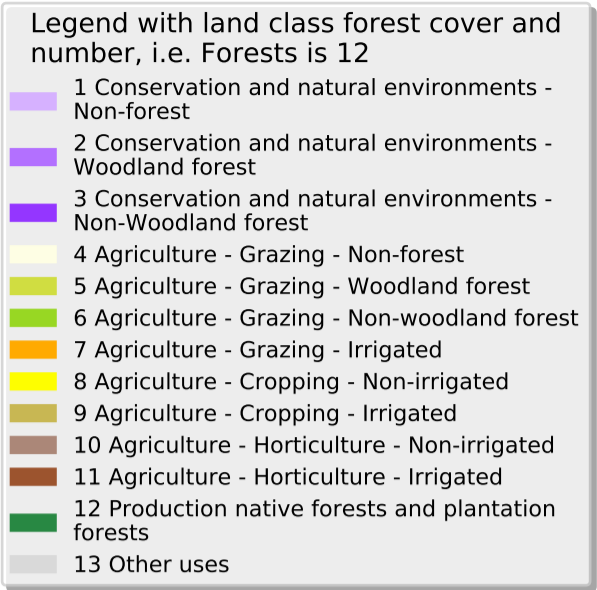 Legend with land class forest cover and
number, i.e. Forests is 12
1 Conservation and natural environments -
Non-forest
2 Conservation and natural environments -
Woodland forest
3 Conservation and natural environments -
Non-Woodland forest
4 Agriculture - Grazing - Non-forest
5 Agriculture - Grazing - Woodland forest
6 Agriculture - Grazing - Non-woodland forest
7 Agriculture - Grazing - Irrigated
8 Agriculture - Cropping - Non-irrigated
9 Agriculture - Cropping - Irrigated
10 Agriculture - Horticulture - Non-irrigated
11 Agriculture - Horticulture - Irrigated
12 Production native forests and plantation
forests
13 Other uses